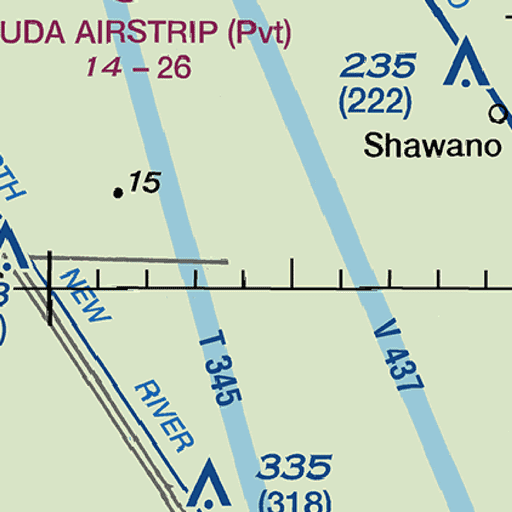 UDA AIRSTRIP (Pvt)
14 - 26
235
(222)
Shawano
15
NEW
RIVER
T 345
V 437
335
(318)